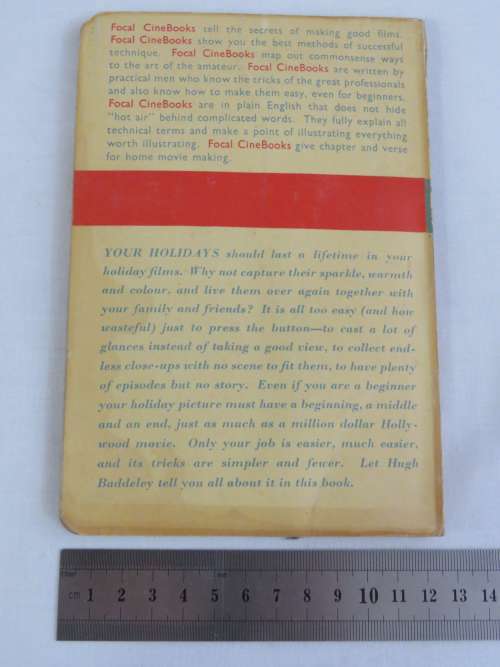 Focal CineBooks tell the secrets of making good films.
Focal CineBooks show you the best methods of successful
technique. Focal CineBooks map out commonsense ways
to the art of the amateur. Focal CineBooks are written by
practical men who know the tricks of the great professionals
and also know how to make them easy, even for beginners.
Focal CineBooks are in plain English that does not hide
"hot air" behind complicated words. They fully explain all
technical terms and make a point of illustrating everything
worth illustrating. Focal CineBooks give chapter and verse
for home movie making.
YOUR HOLIDAYS should last a lifetime in your
holiday films. Why not capture their sparkle, warmth
and colour, and live them over again together with
your family and friends? It is all too easy (and how
wasteful) just to press the button—to cast a lot of
glances instead of taking a good view, to collect end-
less close-ups with no scene to fit them, to have plenty
of episodes but no story. Even if you are a beginner
your holiday picture must have a beginning, a middle
and an end, just as much as a million dollar Holly-
wood movie. Only your job is easier, much easier,
and its tricks are simpler and fewer. Let Hugh
Baddeley tell you all about it in this book.
cm 1 2 3 4 5 6 7 8 9 10 11 12 13 14